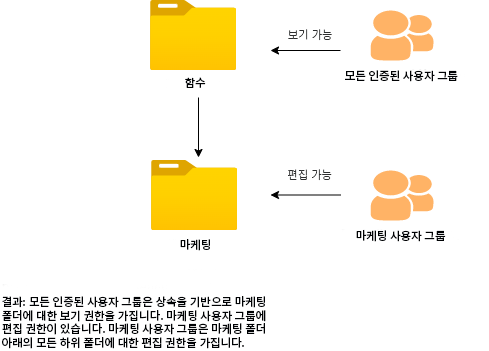 보기 가능
함수
모든 인증된 사용자 그룹
편집 가능
마케팅
마케팅 사용자 그룹
결과: 모든 인증된 사용자 그룹은 상속을 기반으로 마케팅
폴더에 대한 보기 권한을 가집니다. 마케팅 사용자 그룹에
편집 권한이 있습니다. 마케팅 사용자 그룹은 마케팅 폴더
아래의 모든 하위 폴더에 대한 편집 권한을 가집니다.